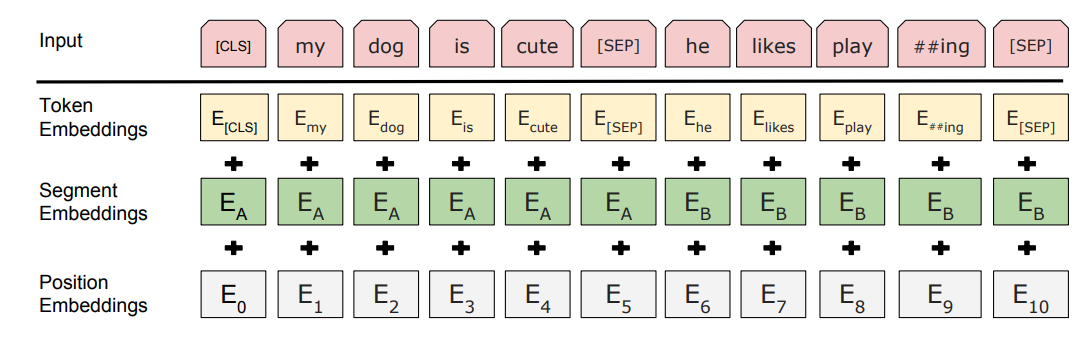 Input [CLS] my dog is cute [SEP] he likes play ##ing [SEP]
Token
Embeddings
E[CLS] Emy Edog Eis Ecute E[SEP] Ehe Elikes Eplay E##ing E[SEP]
Segment
Embeddings
EA EA EA EA EA EA EB EB EB EB EB
Position
Embeddings
E0 E1 E2 E3 E4 E5 E6 E7 E8 E9 E10